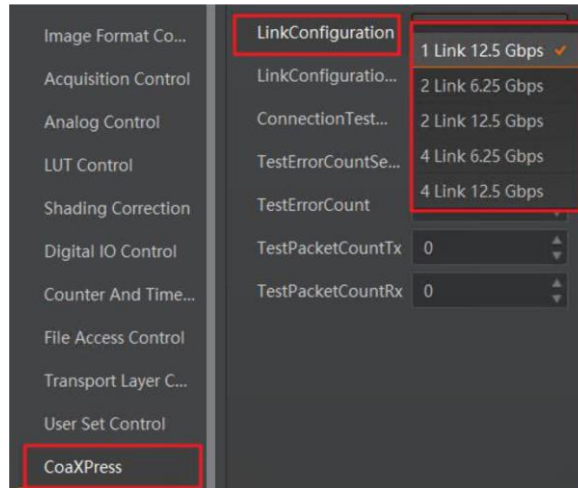 Image Format Co...
Acquisition Control
Analog Control
LUT Control
Shading Correction
Digital IO Control
Counter And Time...
File Access Control
Transport Layer C...
User Set Control
CoaXPress
LinkConfiguration
LinkConfiguratio...
ConnectionTest...
TestErrorCountSe...
TestErrorCount
TestPacketCountTx 0
TestPacketCountRx 0
1 Link 12.5 Gbps
2 Link 6.25 Gbps
2 Link 12.5 Gbps
4 Link 6.25 Gbps
4 Link 12.5 Gbps